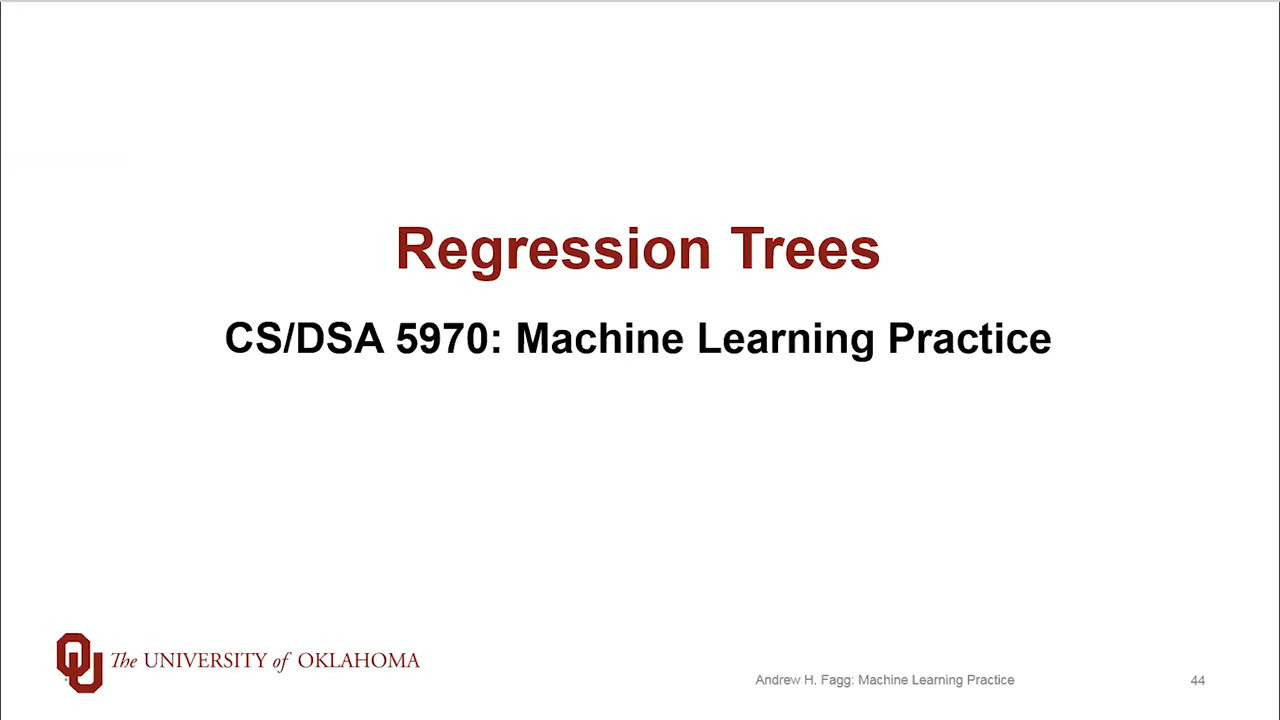 Regression Trees
CS/DSA 5970: Machine Learning Practice
The UNIVERSITY of OKLAHOMA
Andrew H. Fagg: Machine Learning Practice
44